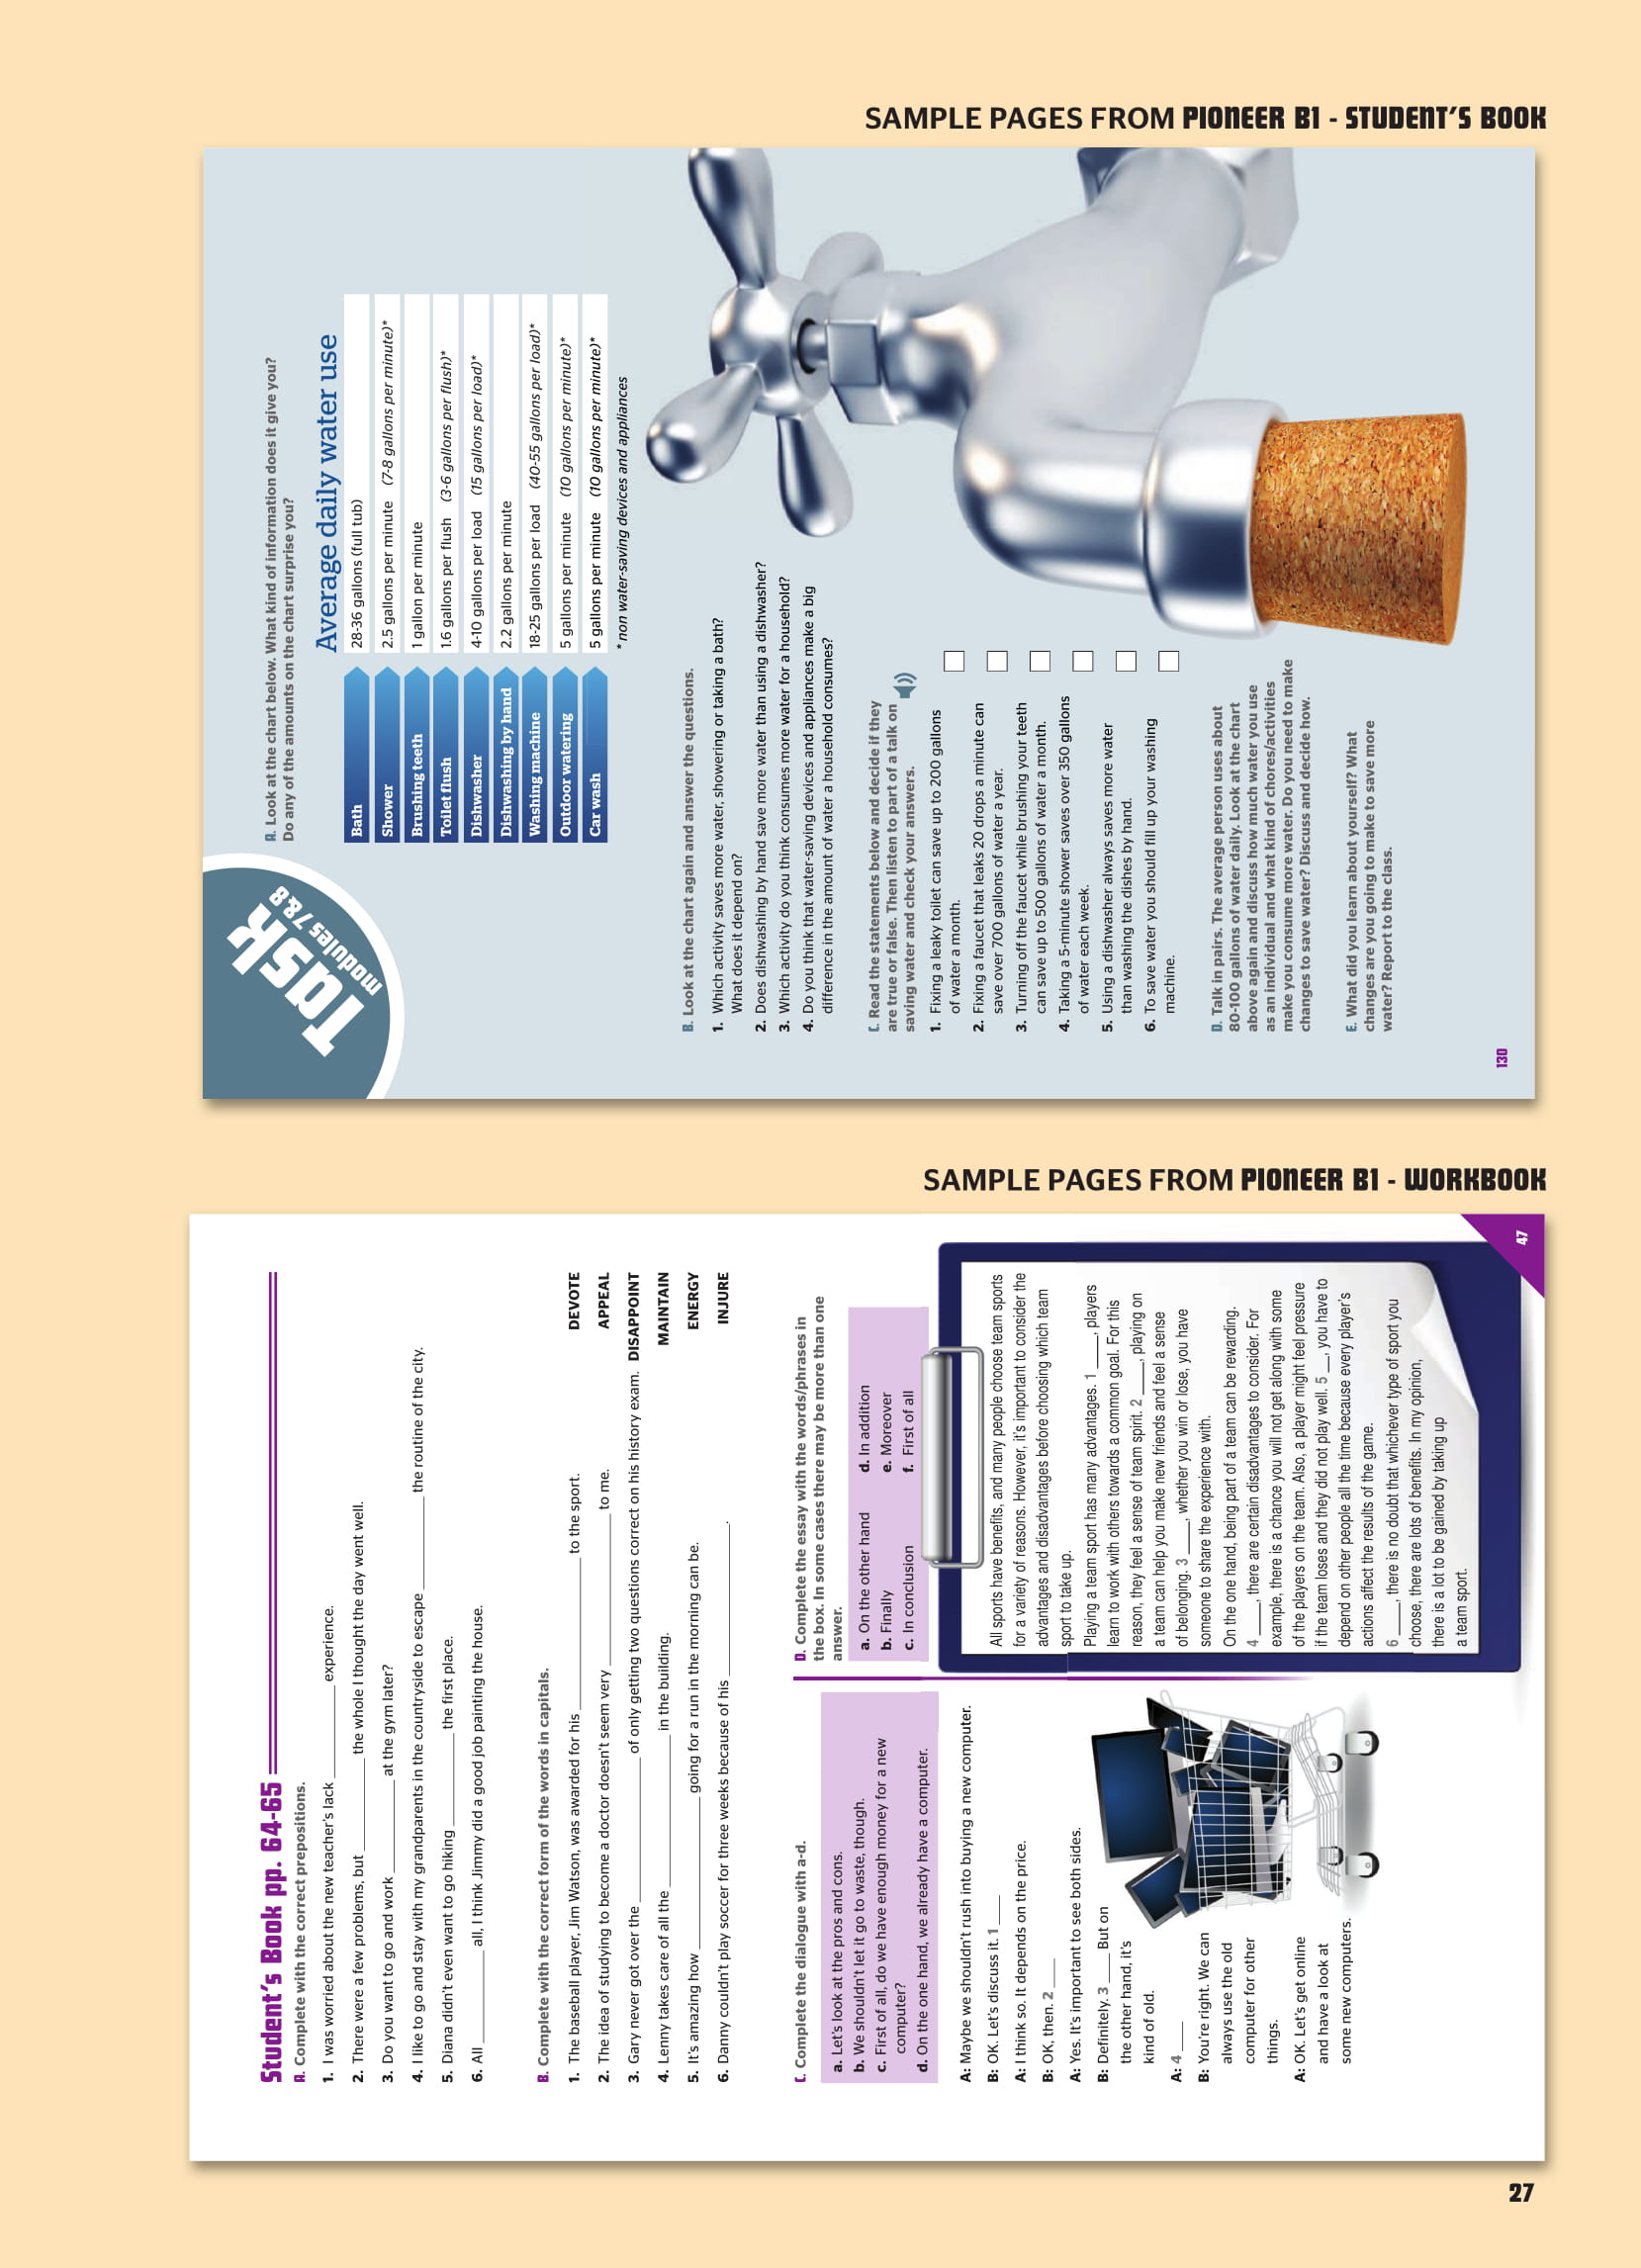 SAMPLE PAGES FROM PIONEER B1 - STUDENT'S BOOK
Task
modules 7 & 8
A. Look at the chart below. What kind of information does it give you?
Do any of the amounts on the chart surprise you?
Average daily water use
Bath 28-36 gallons (full tub)
Shower 2.5 gallons per minute (7-8 gallons per minute)*
Brushing teeth 1 gallon per minute
Toilet flush 1.6 gallons per flush (3-6 gallons per flush)*
Dishwasher 4-10 gallons per load (15 gallons per load)*
Dishwashing by hand 2.2 gallons per minute
Washing machine 18-25 gallons per load (40-55 gallons per load)*
Outdoor watering 5 gallons per minute (10 gallons per minute)*
Car wash 5 gallons per minute (10 gallons per minute)*
* non water-saving devices and appliances
B. Look at the chart again and answer the questions.
1. Which activity saves more water, showering or taking a bath?
What does it depend on?
2. Does dishwashing by hand save more water than using a dishwasher?
3. Which activity do you think consumes more water for a household?
4. Do you think that water-saving devices and appliances make a big
difference in the amount of water a household consumes?
C. Read the statements below and decide if they
are true or false. Then listen to part of a talk on
saving water and check your answers.
1. Fixing a leaky toilet can save up to 200 gallons
of water a month.
2. Fixing a faucet that leaks 20 drops a minute can
save over 700 gallons of water a year.
3. Turning off the faucet while brushing your teeth
can save up to 500 gallons of water a month.
4. Taking a 5-minute shower saves over 350 gallons
of water each week.
5. Using a dishwasher always saves more water
than washing the dishes by hand.
6. To save water you should fill up your washing
machine.
D. Talk in pairs. The average person uses about
80-100 gallons of water daily. Look at the chart
above again and discuss how much water you use
as an individual and what kind of chores/activities
make you consume more water. Do you need to make
changes to save water? Discuss and decide how.
E. What did you learn about yourself? What
changes are you going to make to save more
water? Report to the class.
130
SAMPLE PAGES FROM PIONEER B1 - WORKBOOK
Student's Book pp. 64-65
A. Complete with the correct prepositions.
1. I was worried about the new teacher's lack ____ experience.
2. There were a few problems, but ____ the whole I thought the day went well.
3. Do you want to go and work ____ at the gym later?
4. I like to go and stay with my grandparents in the countryside to escape ____ the routine of the city.
5. Diana didn't even want to go hiking ____ the first place.
6. All ____ all, I think Jimmy did a good job painting the house.
B. Complete with the correct form of the words in capitals.
1. The baseball player, Jim Watson, was awarded for his ____ to the sport. DEVOTE
2. The idea of studying to become a doctor doesn't seem very ____ to me. APPEAL
3. Gary never got over the ____ of only getting two questions correct on his history exam. DISAPPOINT
4. Lenny takes care of all the ____ in the building. MAINTAIN
5. It's amazing how ____ going for a run in the morning can be. ENERGY
6. Danny couldn't play soccer for three weeks because of his ____. INJURE
C. Complete the dialogue with a-d.
a. Let's look at the pros and cons.
b. We shouldn't let it go to waste, though.
c. First of all, do we have enough money for a new
computer?
d. On the one hand, we already have a computer.
A: Maybe we shouldn't rush into buying a new computer.
B: OK. Let's discuss it. 1 ____
A: I think so. It depends on the price.
B: OK, then. 2 ____
A: Yes. It's important to see both sides.
B: Definitely. 3 ____ But on
the other hand, it's
kind of old.
A: 4 ____
B: You're right. We can
always use the old
computer for other
things.
A: OK. Let's get online
and have a look at
some new computers.
D. Complete the essay with the words/phrases in
the box. In some cases there may be more than one
answer.
a. On the other hand d. In addition
b. Finally e. Moreover
c. In conclusion f. First of all
All sports have benefits, and many people choose team sports
for a variety of reasons. However, it's important to consider the
advantages and disadvantages before choosing which team
sport to take up.
Playing a team sport has many advantages. 1 ____, players
learn to work with others towards a common goal. For this
reason, they feel a sense of team spirit. 2 ____, playing on
a team can help you make new friends and feel a sense
of belonging. 3 ____, whether you win or lose, you have
someone to share the experience with.
On the one hand, being part of a team can be rewarding.
4 ____, there are certain disadvantages to consider. For
example, there is a chance you will not get along with some
of the players on the team. Also, a player might feel pressure
if the team loses and they did not play well. 5 __, you have to
depend on other people all the time because every player's
actions affect the results of the game.
6 ____, there is no doubt that whichever type of sport you
choose, there are lots of benefits. In my opinion,
there is a lot to be gained by taking up
a team sport.
47
27